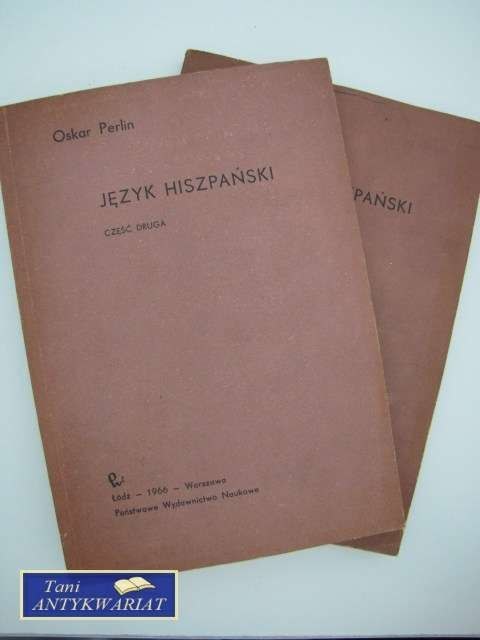 Oskar Perlin
JĘZYK HISZPAŃSKI
CZĘŚĆ DRUGA
Łódź – 1966 – Warszawa
Państwowe Wydawnictwo Naukowe
PAŃSKI
Tani
ANTYKWARIAT